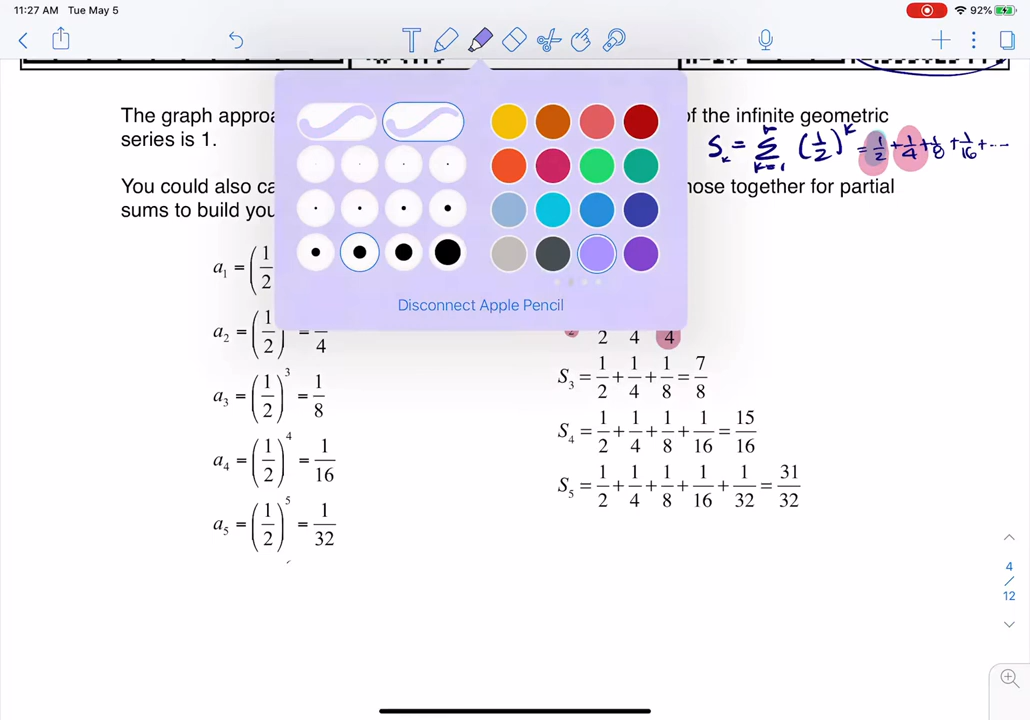 11:27 AM Tue May 5
92%
The graph approa
of the infinite geometric
series is 1.
S_k = \sum_{k=1} (1/2)^k = 1/2 + 1/4 + 1/8 + 1/16 + ...
You could also ca
hose together for partial
sums to build you
Disconnect Apple Pencil
a₁ = (1/2
a₂ = (1/2) = /4
2 2 4 4
a₃ = (1/2)³ = 1/8
S₃ = 1/2 + 1/4 + 1/8 = 7/8
a₄ = (1/2)⁴ = 1/16
S₄ = 1/2 + 1/4 + 1/8 + 1/16 = 15/16
a₅ = (1/2)⁵ = 1/32
S₅ = 1/2 + 1/4 + 1/8 + 1/16 + 1/32 = 31/32
4
/
12